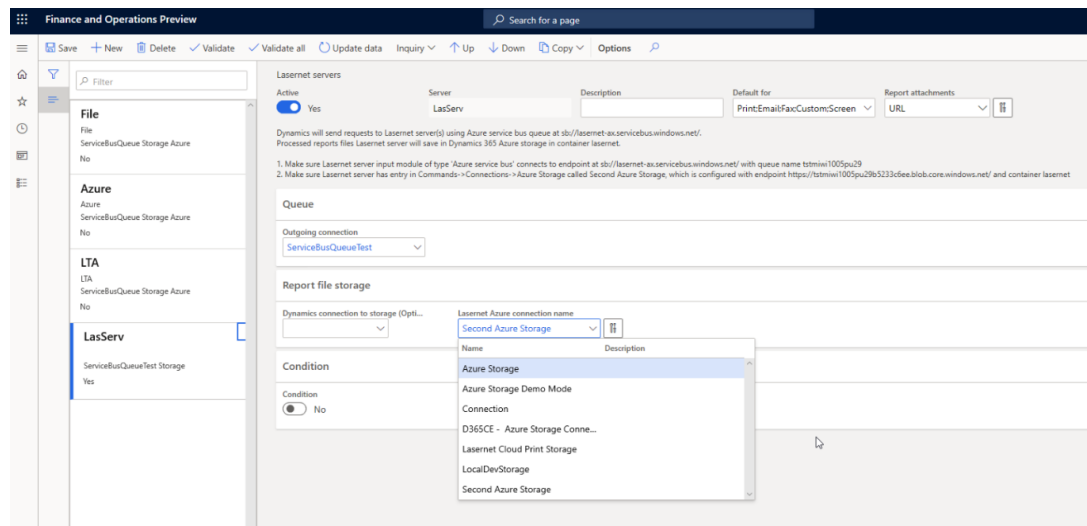 Finance and Operations Preview
Search for a page
Save New Delete Validate Validate all Update data Inquiry Up Down Copy Options
Filter
File
File
ServiceBusQueue Storage Azure
No
Azure
Azure
ServiceBusQueue Storage Azure
No
LTA
LTA
ServiceBusQueue Storage Azure
No
LasServ
ServiceBusQueueTest Storage
Yes
Lasernet servers
Active Server Description Default for Report attachments
Yes LasServ Print;Email;Fax;Custom;Screen URL
Dynamics will send requests to Lasernet server(s) using Azure service bus queue at sb://lasernet-ax.servicebus.windows.net/.
Processed reports files Lasernet server will save in Dynamics 365 Azure storage in container lasernet.
1. Make sure Lasernet server input module of type 'Azure service bus' connects to endpoint at sb://lasernet-ax.servicebus.windows.net/ with queue name tstmiwi1005pu29
2. Make sure Lasernet server has entry in Commands->Connections->Azure Storage called Second Azure Storage, which is configured with endpoint https://tstmiwi1005pu29b5233c6ee.blob.core.windows.net/ and container lasernet
Queue
Outgoing connection
ServiceBusQueueTest
Report file storage
Dynamics connection to storage (Opti... Lasernet Azure connection name
Second Azure Storage
Name Description
Azure Storage
Azure Storage Demo Mode
Connection
D365CE - Azure Storage Conne...
Lasernet Cloud Print Storage
LocalDevStorage
Second Azure Storage
Condition
Condition
No